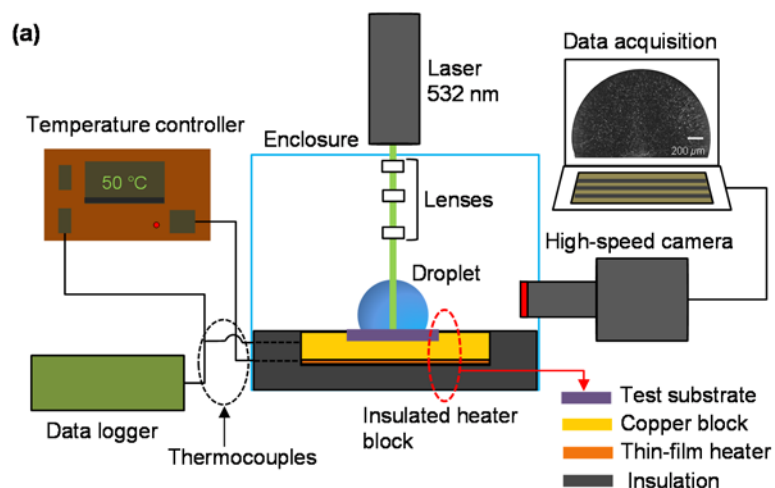 (a)
Laser
532 nm
Data acquisition
200 µm
Temperature controller
50 °C
Enclosure
Lenses
High-speed camera
Droplet
Data logger
Thermocouples
Insulated heater
block
Test substrate
Copper block
Thin-film heater
Insulation